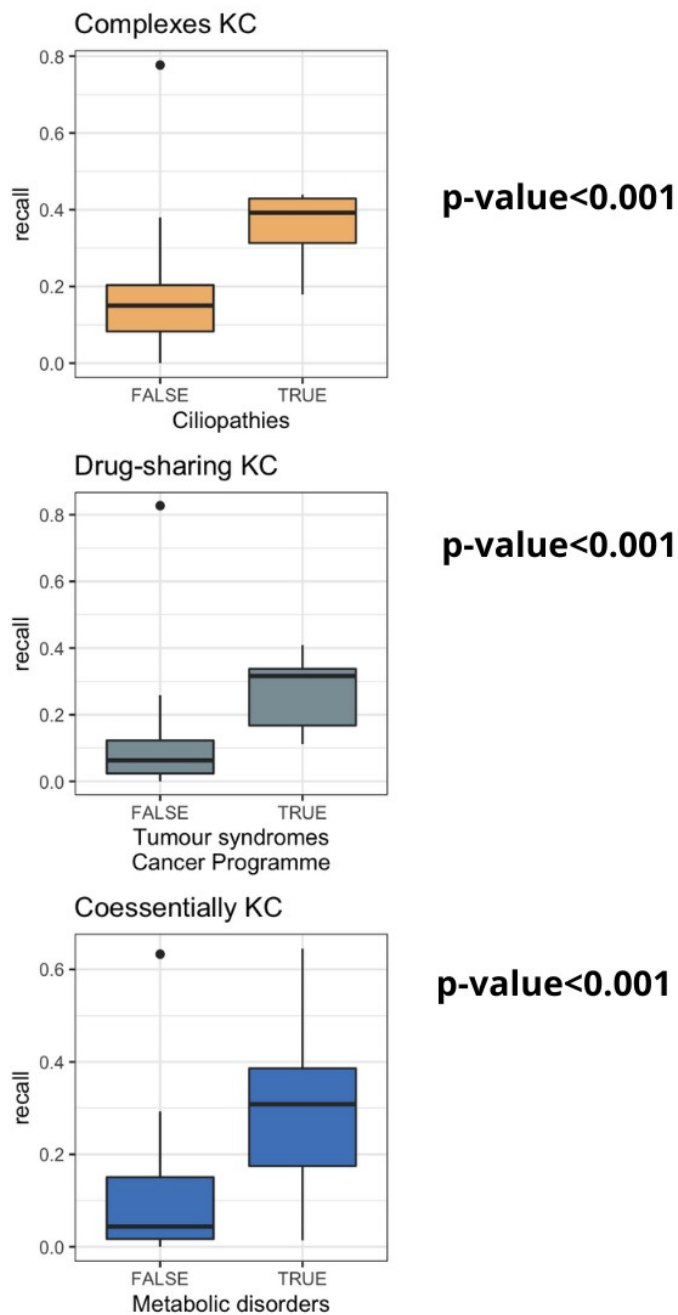 Complexes KC
0.8
0.6
0.4
0.2
0.0
recall
FALSE
TRUE
Ciliopathies
p-value<0.001
Drug-sharing KC
0.8
0.6
0.4
0.2
0.0
recall
FALSE
TRUE
Tumour syndromes
Cancer Programme
p-value<0.001
Coessentially KC
0.6
0.4
0.2
0.0
recall
FALSE
TRUE
Metabolic disorders
p-value<0.001